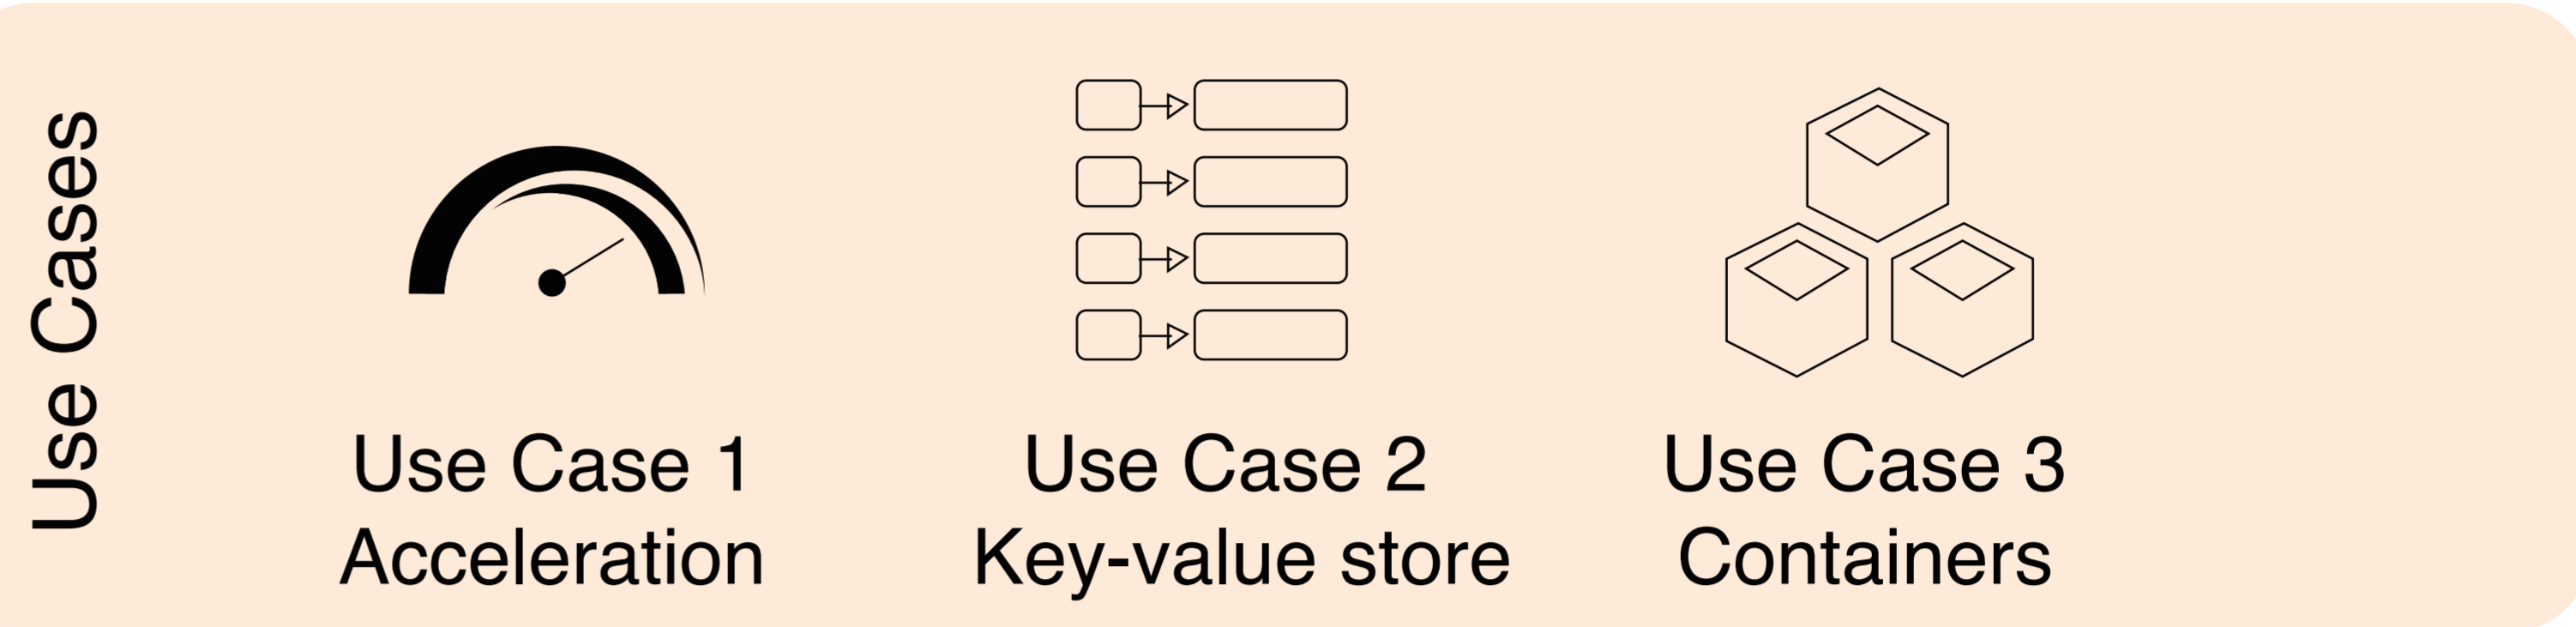 Use Cases
Use Case 1
Acceleration
Use Case 2
Key-value store
Use Case 3
Containers